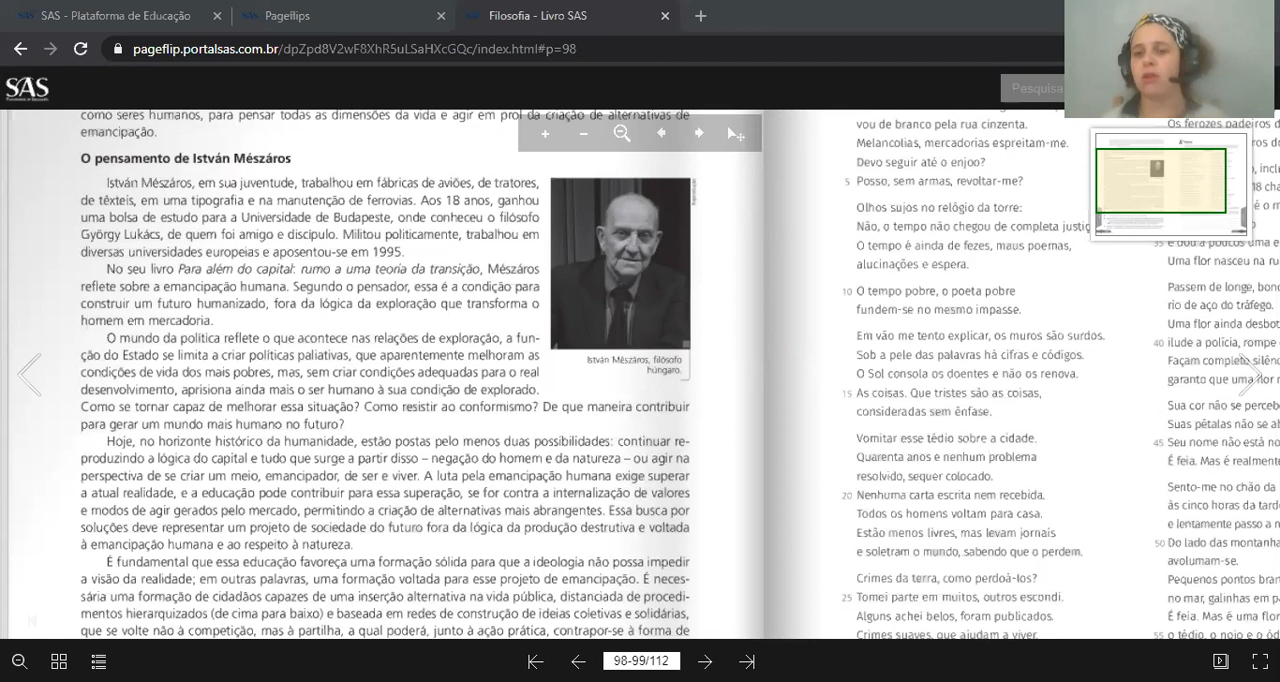 SAS - Plataforma de Educação
Pageflips
Filosofia - Livro SAS
pageflip.portalsas.com.br/dpZpd8V2wF8XhR5uLSaHXcGQc/index.html#p=98
SAS
Pesquisa
como seres humanos, para pensar todas as dimensões da vida e agir em prol da criação de alternativas de
emancipação.
O pensamento de István Mészáros
István Mészáros, em sua juventude, trabalhou em fábricas de aviões, de tratores,
de têxteis, em uma tipografia e na manutenção de ferrovias. Aos 18 anos, ganhou
uma bolsa de estudo para a Universidade de Budapeste, onde conheceu o filósofo
György Lukács, de quem foi amigo e discípulo. Militou politicamente, trabalhou em
diversas universidades europeias e aposentou-se em 1995.
No seu livro Para além do capital: rumo a uma teoria da transição, Mészáros
reflete sobre a emancipação humana. Segundo o pensador, essa é a condição para
construir um futuro humanizado, fora da lógica da exploração que transforma o
homem em mercadoria.
O mundo da política reflete o que acontece nas relações de exploração, a fun-
ção do Estado se limita a criar políticas paliativas, que aparentemente melhoram as
condições de vida dos mais pobres, mas, sem criar condições adequadas para o real
desenvolvimento, aprisiona ainda mais o ser humano à sua condição de explorado.
Como se tornar capaz de melhorar essa situação? Como resistir ao conformismo? De que maneira contribuir
para gerar um mundo mais humano no futuro?
Hoje, no horizonte histórico da humanidade, estão postas pelo menos duas possibilidades: continuar re-
produzindo a lógica do capital e tudo que surge a partir disso – negação do homem e da natureza – ou agir na
perspectiva de se criar um meio, emancipador, de ser e viver. A luta pela emancipação humana exige superar
a atual realidade, e a educação pode contribuir para essa superação, se for contra a internalização de valores
e modos de agir gerados pelo mercado, permitindo a criação de alternativas mais abrangentes. Essa busca por
soluções deve representar um projeto de sociedade do futuro fora da lógica da produção destrutiva e voltada
à emancipação humana e ao respeito à natureza.
É fundamental que essa educação favoreça uma formação sólida para que a ideologia não possa impedir
a visão da realidade; em outras palavras, uma formação voltada para esse projeto de emancipação. É neces-
sária uma formação de cidadãos capazes de uma inserção alternativa na vida pública, distanciada de procedi-
mentos hierarquizados (de cima para baixo) e baseada em redes de construção de ideias coletivas e solidárias,
que se volte não à competição, mas à partilha, a qual poderá, junto à ação prática, contrapor-se à forma de
István Mészáros, filósofo
húngaro.
vou de branco pela rua cinzenta.
Melancolias, mercadorias espreitam-me.
Devo seguir até o enjoo?
5 Posso, sem armas, revoltar-me?
Olhos sujos no relógio da torre:
Não, o tempo não chegou de completa justiç
O tempo é ainda de fezes, maus poemas,
alucinações e espera.
10 O tempo pobre, o poeta pobre
fundem-se no mesmo impasse.
Em vão me tento explicar, os muros são surdos.
Sob a pele das palavras há cifras e códigos.
O Sol consola os doentes e não os renova.
15 As coisas. Que tristes são as coisas,
consideradas sem ênfase.
Vomitar esse tédio sobre a cidade.
Quarenta anos e nenhum problema
resolvido, sequer colocado.
20 Nenhuma carta escrita nem recebida.
Todos os homens voltam para casa.
Estão menos livres, mas levam jornais
e soletram o mundo, sabendo que o perdem.
Crimes da terra, como perdoá-los?
25 Tomei parte em muitos, outros escondi.
Alguns achei belos, foram publicados.
Crimes suaves, que ajudam a viver.
Os ferozes padeiros d
35 e dou a poucos uma e
Uma flor nasceu na ru
Passem de longe, bond
rio de aço do tráfego.
Uma flor ainda desbot
40 ilude a polícia, rompe
Façam completo silênc
garanto que uma flor n
Sua cor não se perceb
Suas pétalas não se ab
45 Seu nome não está no
É feia. Mas é realment
Sento-me no chão da
às cinco horas da tard
e lentamente passo a m
50 Do lado das montanha
avolumam-se.
Pequenos pontos bran
no mar, galinhas em p
É feia. Mas é uma flor
55 o tédio, o nojo e o ód
98-99/112